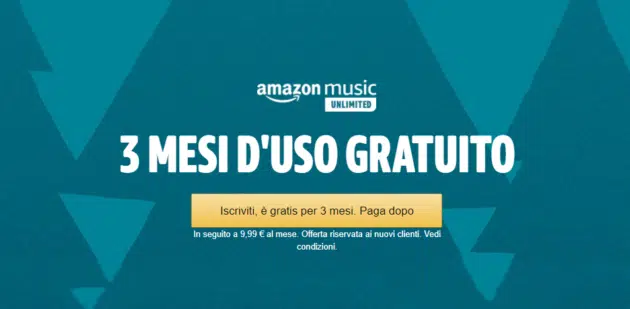 amazon music
UNLIMITED
3 MESI D'USO GRATUITO
Iscriviti, è gratis per 3 mesi. Paga dopo
In seguito a 9,99 € al mese. Offerta riservata ai nuovi clienti. Vedi
condizioni.